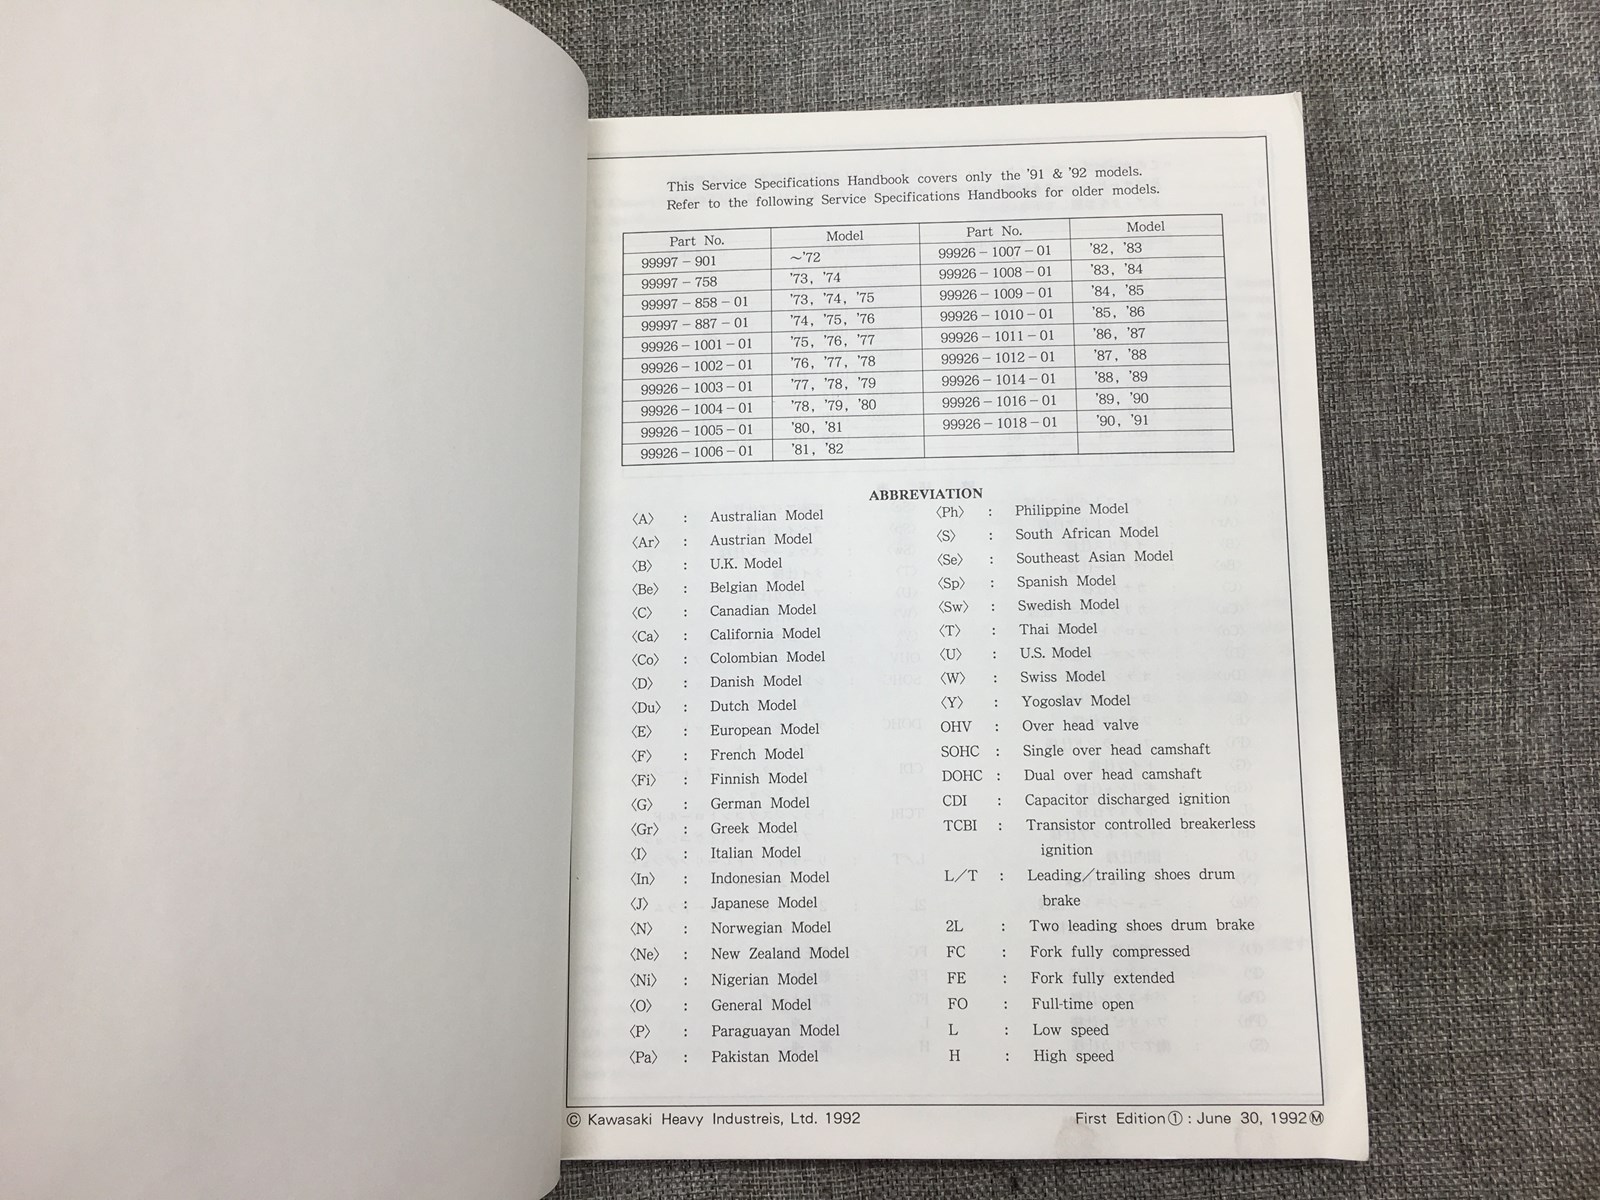 This Service Specifications Handbook covers only the '91 & '92 models.
Refer to the following Service Specifications Handbooks for older models.
Part No. Model Part No. Model
99997-901 ~'72 99926-1007-01 '82, '83
99997-758 '73, '74 99926-1008-01 '83, '84
99997-858-01 '73, '74, '75 99926-1009-01 '84, '85
99997-887-01 '74, '75, '76 99926-1010-01 '85, '86
99926-1001-01 '75, '76, '77 99926-1011-01 '86, '87
99926-1002-01 '76, '77, '78 99926-1012-01 '87, '88
99926-1003-01 '77, '78, '79 99926-1014-01 '88, '89
99926-1004-01 '78, '79, '80 99926-1016-01 '89, '90
99926-1005-01 '80, '81 99926-1018-01 '90, '91
99926-1006-01 '81, '82
ABBREVIATION
〈A〉 : Australian Model
〈Ar〉 : Austrian Model
〈B〉 : U.K. Model
〈Be〉 : Belgian Model
〈C〉 : Canadian Model
〈Ca〉 : California Model
〈Co〉 : Colombian Model
〈D〉 : Danish Model
〈Du〉 : Dutch Model
〈E〉 : European Model
〈F〉 : French Model
〈Fi〉 : Finnish Model
〈G〉 : German Model
〈Gr〉 : Greek Model
〈I〉 : Italian Model
〈In〉 : Indonesian Model
〈J〉 : Japanese Model
〈N〉 : Norwegian Model
〈Ne〉 : New Zealand Model
〈Ni〉 : Nigerian Model
〈O〉 : General Model
〈P〉 : Paraguayan Model
〈Pa〉 : Pakistan Model
〈Ph〉 : Philippine Model
〈S〉 : South African Model
〈Se〉 : Southeast Asian Model
〈Sp〉 : Spanish Model
〈Sw〉 : Swedish Model
〈T〉 : Thai Model
〈U〉 : U.S. Model
〈W〉 : Swiss Model
〈Y〉 : Yogoslav Model
OHV : Over head valve
SOHC : Single over head camshaft
DOHC : Dual over head camshaft
CDI : Capacitor discharged ignition
TCBI : Transistor controlled breakerless
ignition
L/T : Leading/trailing shoes drum
brake
2L : Two leading shoes drum brake
FC : Fork fully compressed
FE : Fork fully extended
FO : Full-time open
L : Low speed
H : High speed
© Kawasaki Heavy Industreis, Ltd. 1992 First Edition① : June 30, 1992Ⓜ